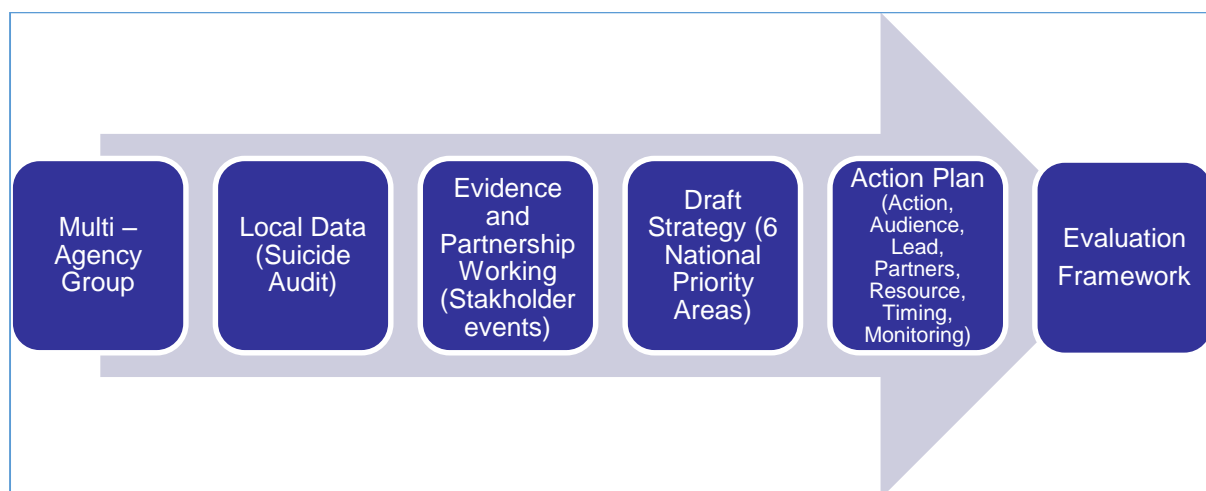 Multi –
Agency
Group
Local Data
(Suicide
Audit)
Evidence
and
Partnership
Working
(Stakholder
events)
Draft
Strategy (6
National
Priority
Areas)
Action Plan
(Action,
Audience,
Lead,
Partners,
Resource,
Timing,
Monitoring)
Evaluation
Framework